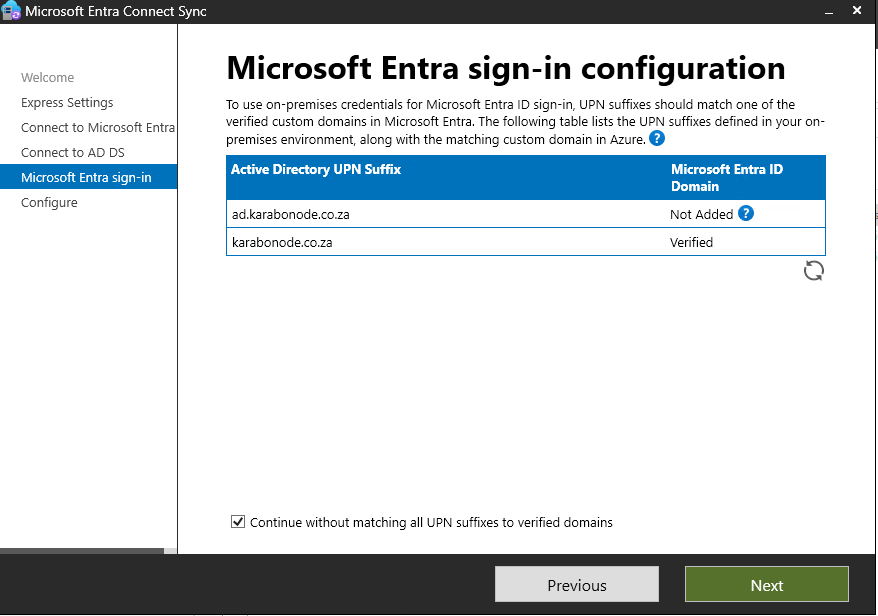 Microsoft Entra Connect Sync
Welcome
Express Settings
Connect to Microsoft Entra
Connect to AD DS
Microsoft Entra sign-in
Configure
Microsoft Entra sign-in configuration
To use on-premises credentials for Microsoft Entra ID sign-in, UPN suffixes should match one of the
verified custom domains in Microsoft Entra. The following table lists the UPN suffixes defined in your on-
premises environment, along with the matching custom domain in Azure. ?
Active Directory UPN Suffix
Microsoft Entra ID
Domain
ad.karabonode.co.za
Not Added ?
karabonode.co.za
Verified
Continue without matching all UPN suffixes to verified domains
Previous
Next